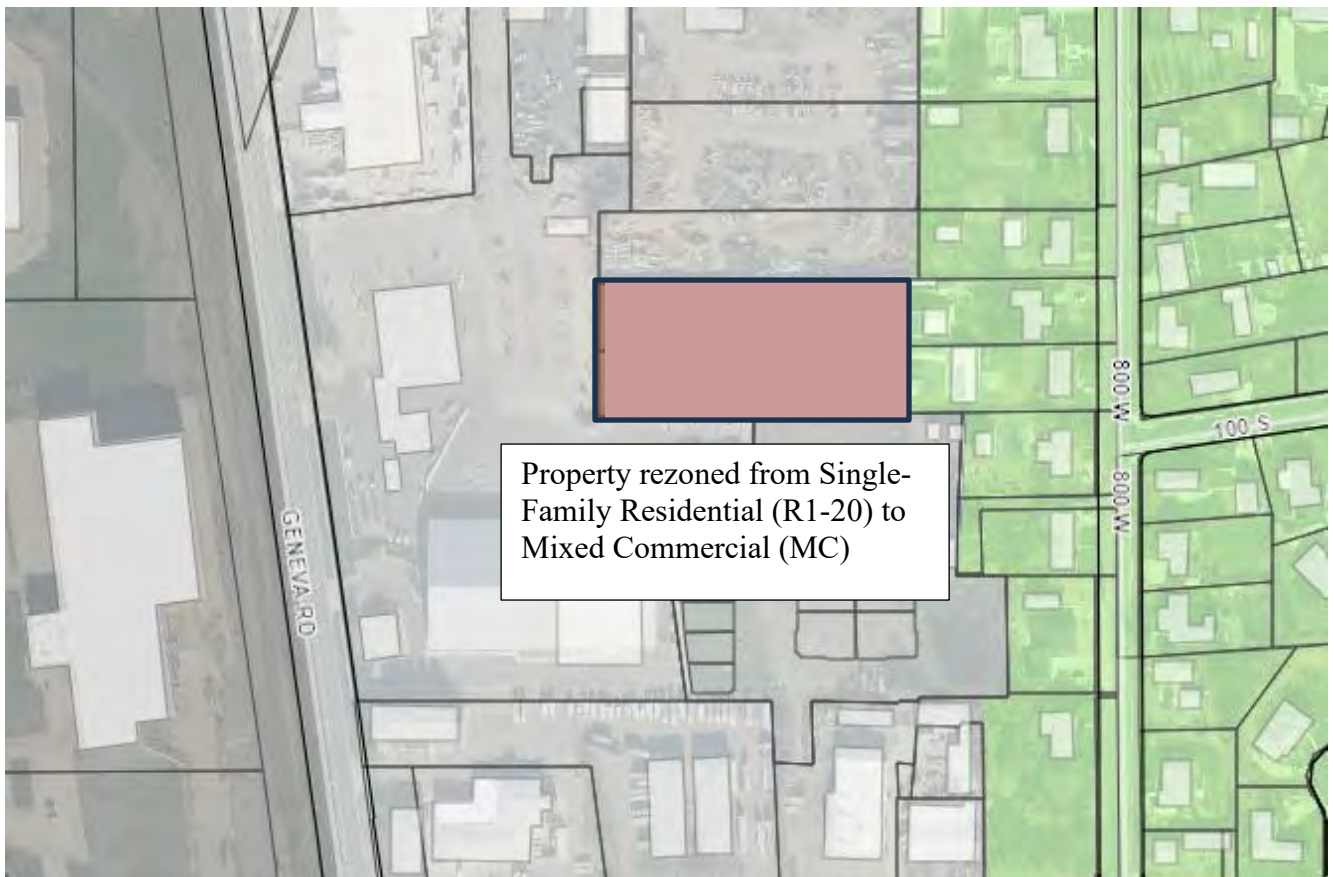 800 W
100 S
800 W
Property rezoned from Single-
Family Residential (R1-20) to
Mixed Commercial (MC)
GENEVA RD